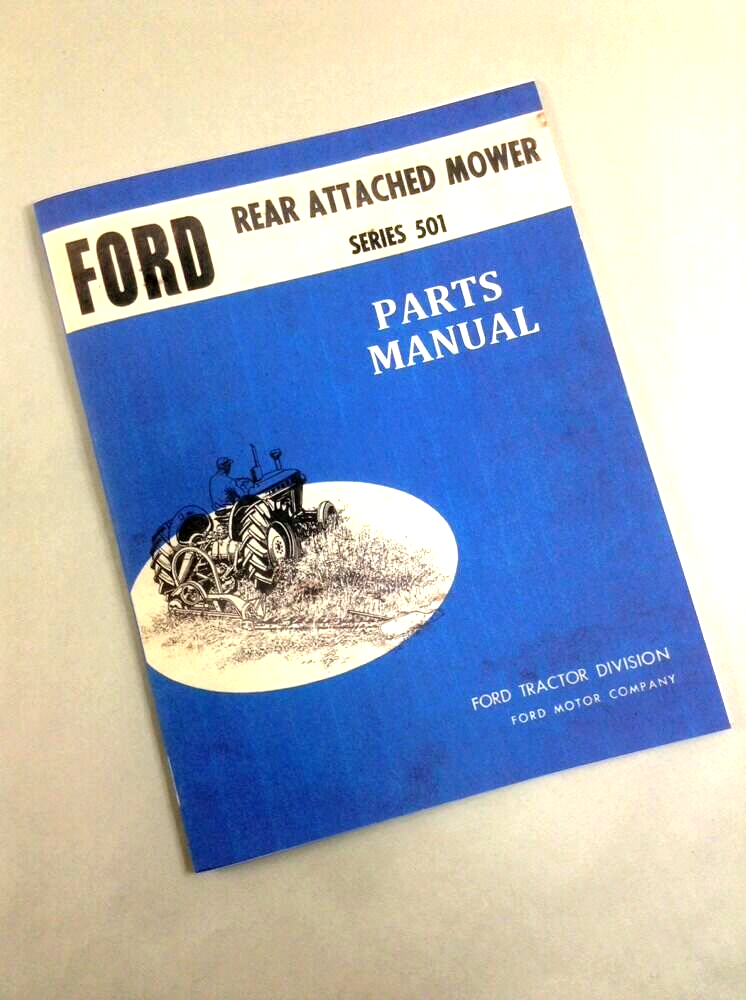 FORD
REAR ATTACHED MOWER
SERIES 501
PARTS
MANUAL
FORD TRACTOR DIVISION
FORD MOTOR COMPANY